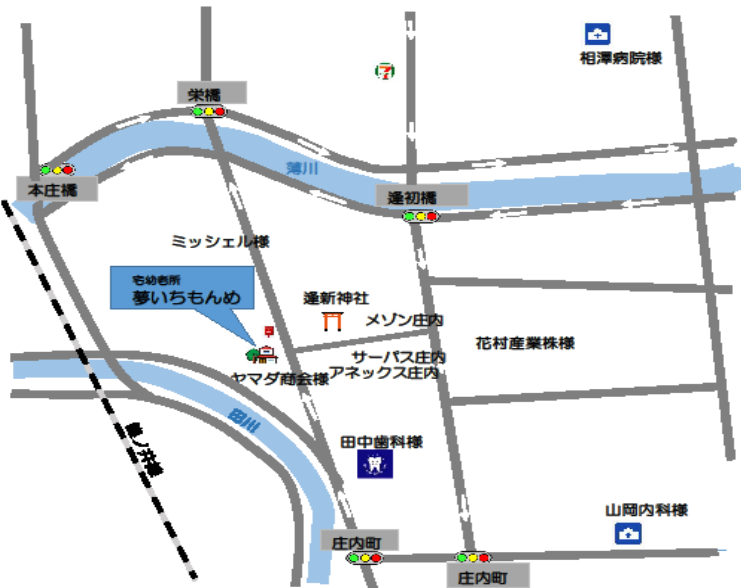 相澤病院様
栄橋
薄川
本庄橋
逢初橋
ミッシェル様
宅幼老所
夢いちもんめ
逢新神社
メゾン庄内
花村産業株様
サーパス庄内
アネックス庄内
ヤマダ商会様
田川
篠ノ井線
田中歯科様
山岡内科様
庄内町
庄内町